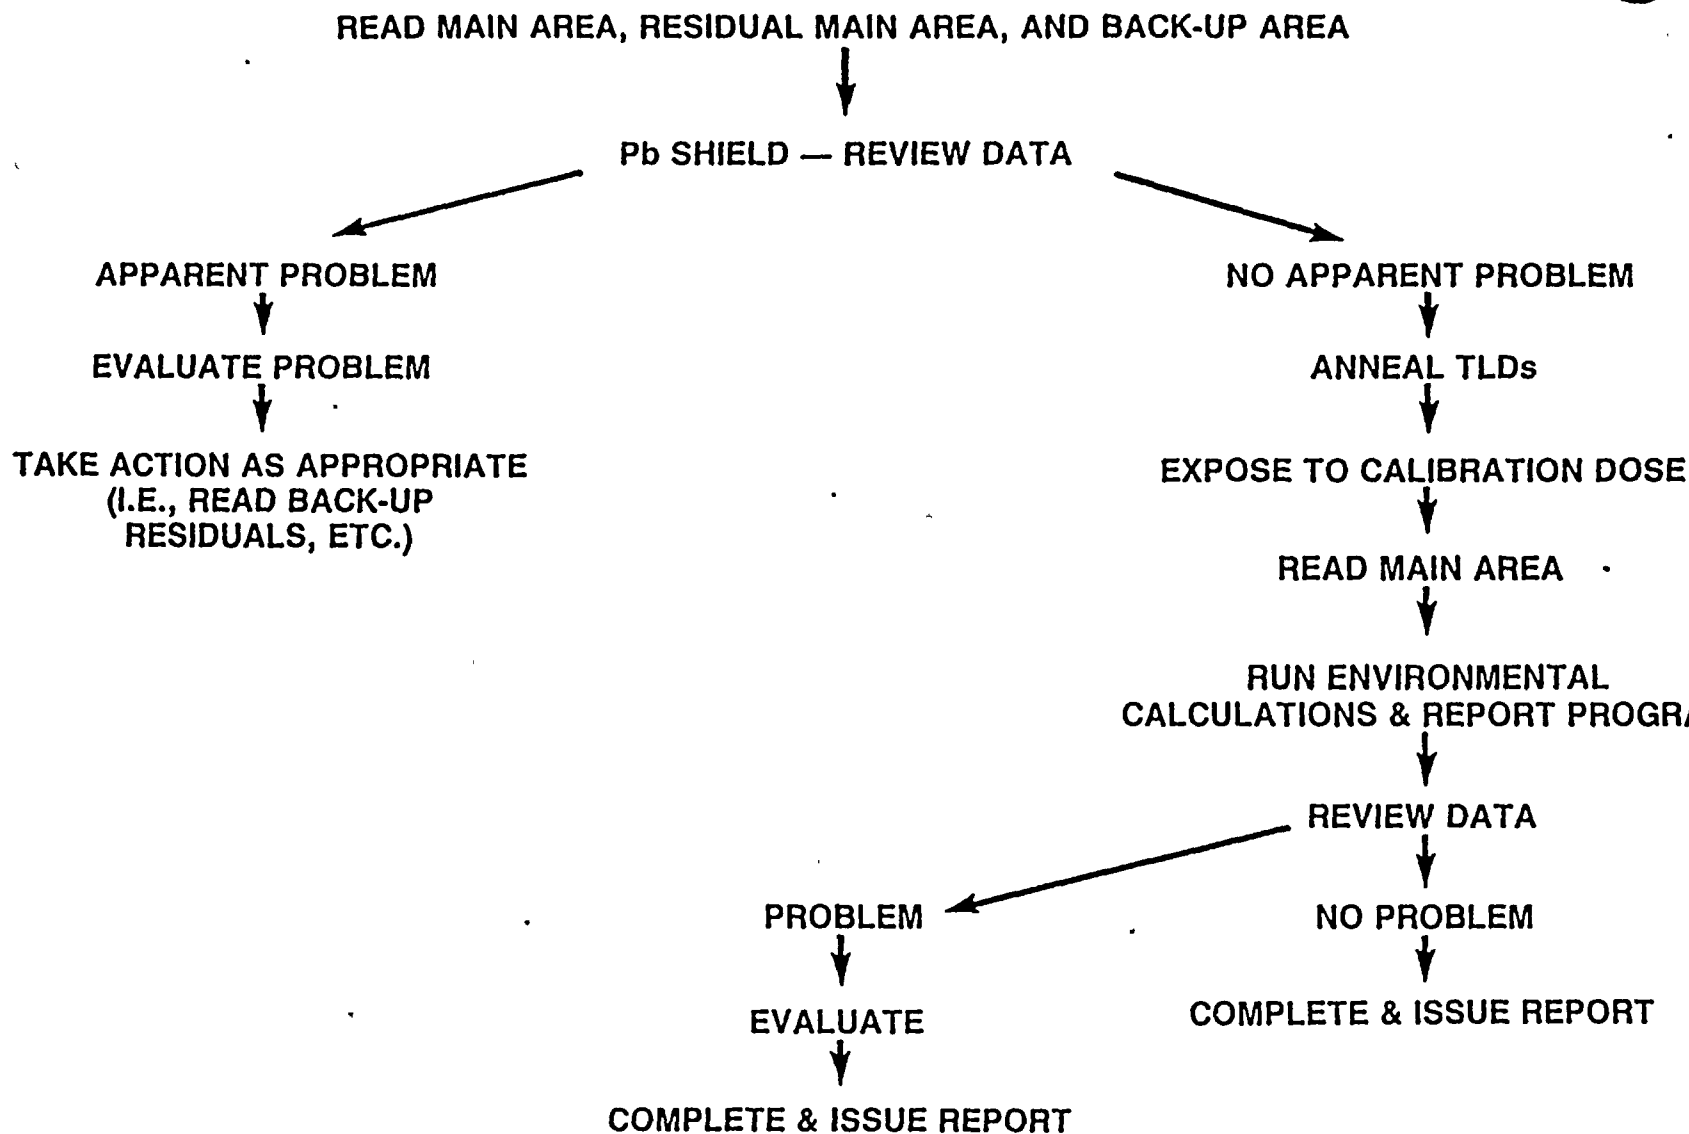 READ MAIN AREA, RESIDUAL MAIN AREA, AND BACK-UP AREA
Pb SHIELD — REVIEW DATA
APPARENT PROBLEM
NO APPARENT PROBLEM
EVALUATE PROBLEM
ANNEAL TLDs
TAKE ACTION AS APPROPRIATE
(I.E., READ BACK-UP
RESIDUALS, ETC.)
EXPOSE TO CALIBRATION DOSE
READ MAIN AREA
RUN ENVIRONMENTAL
CALCULATIONS & REPORT PROGRA
REVIEW DATA
PROBLEM
NO PROBLEM
EVALUATE
COMPLETE & ISSUE REPORT
COMPLETE & ISSUE REPORT